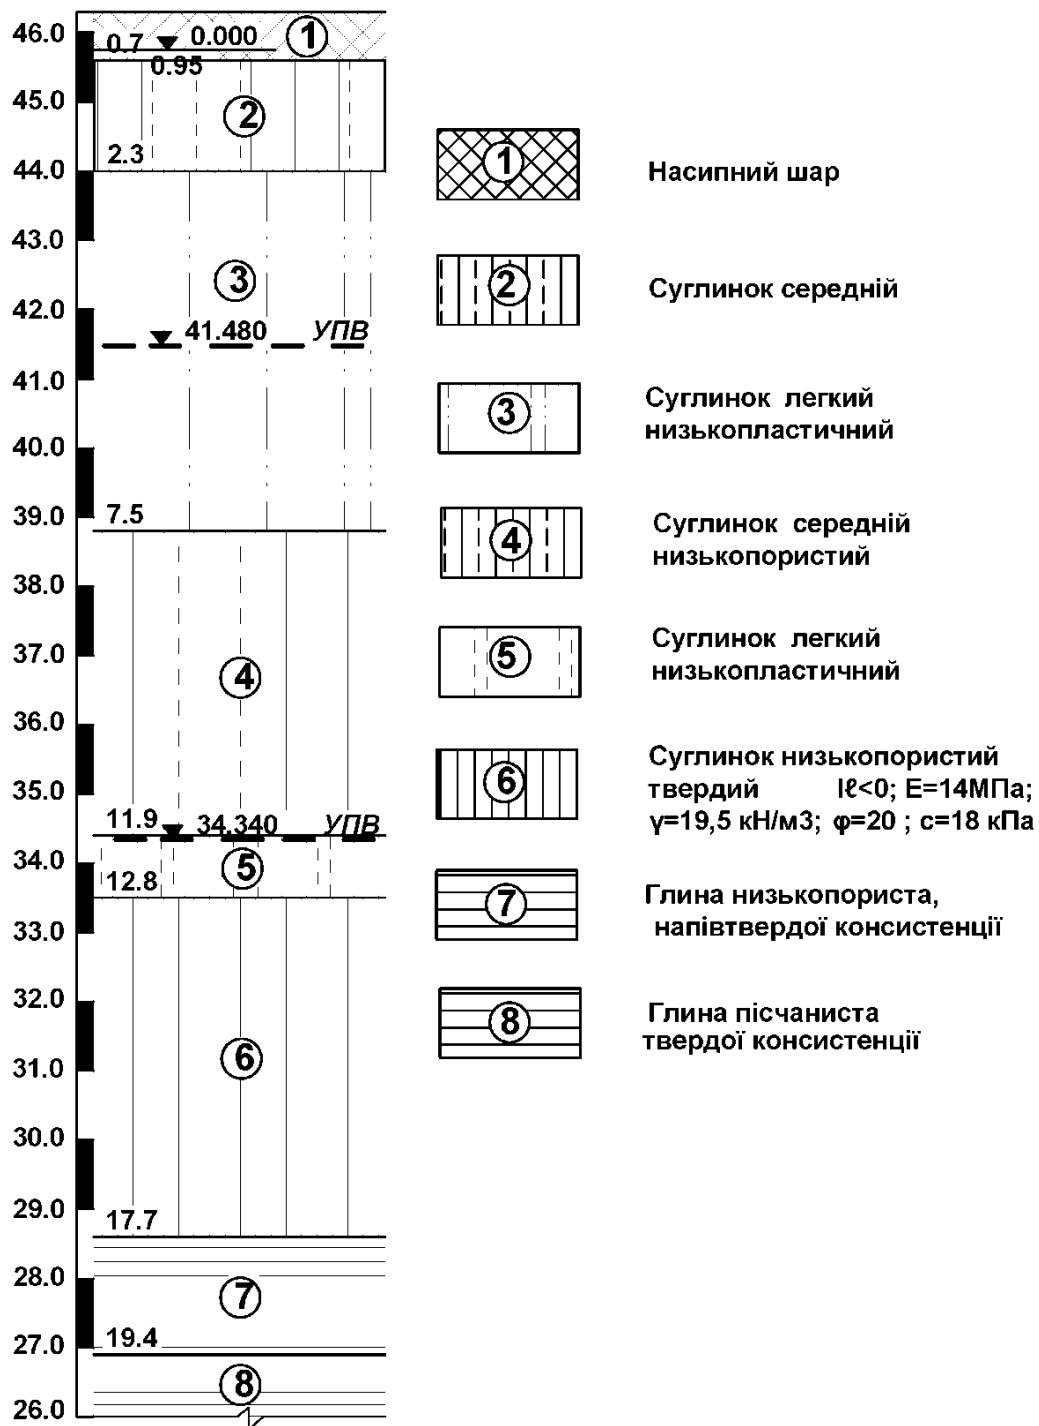 46.0
0.7
0.000
1
0.95
45.0
2
2.3
44.0
43.0
3
42.0
41.480 УПВ
41.0
40.0
7.5
39.0
38.0
37.0
4
36.0
35.0
11.9
34.340 УПВ
34.0
5
12.8
33.0
32.0
6
31.0
30.0
29.0
17.7
28.0
7
27.0
19.4
8
26.0
1
Насипний шар
2
Суглинок середній
3
Суглинок легкий
низькопластичний
4
Суглинок середній
низькопористий
5
Суглинок легкий
низькопластичний
6
Суглинок низькопористий
твердий Iℓ<0; E=14МПа;
γ=19,5 кН/м3; φ=20 ; с=18 кПа
7
Глина низькопориста,
напівтвердої консистенції
8
Глина пісчаниста
твердої консистенції